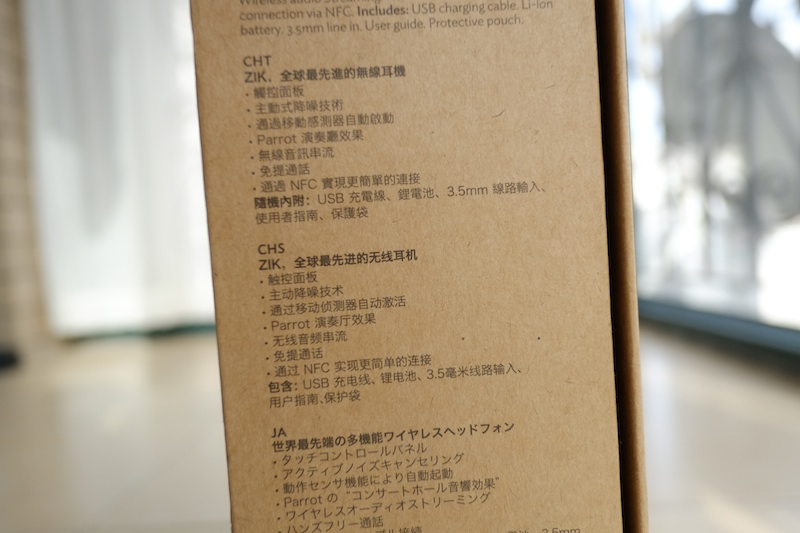 Wireless audio streaming
connection via NFC. Includes: USB charging cable. Li-Ion
battery. 3.5mm line in. User guide. Protective pouch.
CHT
ZIK，全球最先進的無線耳機
· 觸控面板
· 主動式降噪技術
· 通過移動感測器自動啟動
· Parrot 演奏廳效果
· 無線音訊串流
· 免提通話
· 通過 NFC 實現更簡單的連接
隨機內附：USB 充電線、鋰電池、3.5mm 線路輸入、
使用者指南、保護袋
CHS
ZIK，全球最先进的无线耳机
· 触控面板
· 主动降噪技术
· 通过移动侦测器自动激活
· Parrot 演奏厅效果
· 无线音频串流
· 免提通话
· 通过 NFC 实现更简单的连接
包含：USB 充电线、锂电池、3.5毫米线路输入、
用户指南、保护袋
JA
世界最先端の多機能ワイヤレスヘッドフォン
· タッチコントロールパネル
· アクティブノイズキャンセリング
· 動作センサ機能により自動起動
· Parrot の “コンサートホール音響効果”
· ワイヤレスオーディオストリーミング
· ハンズフリー通話
3.5mm